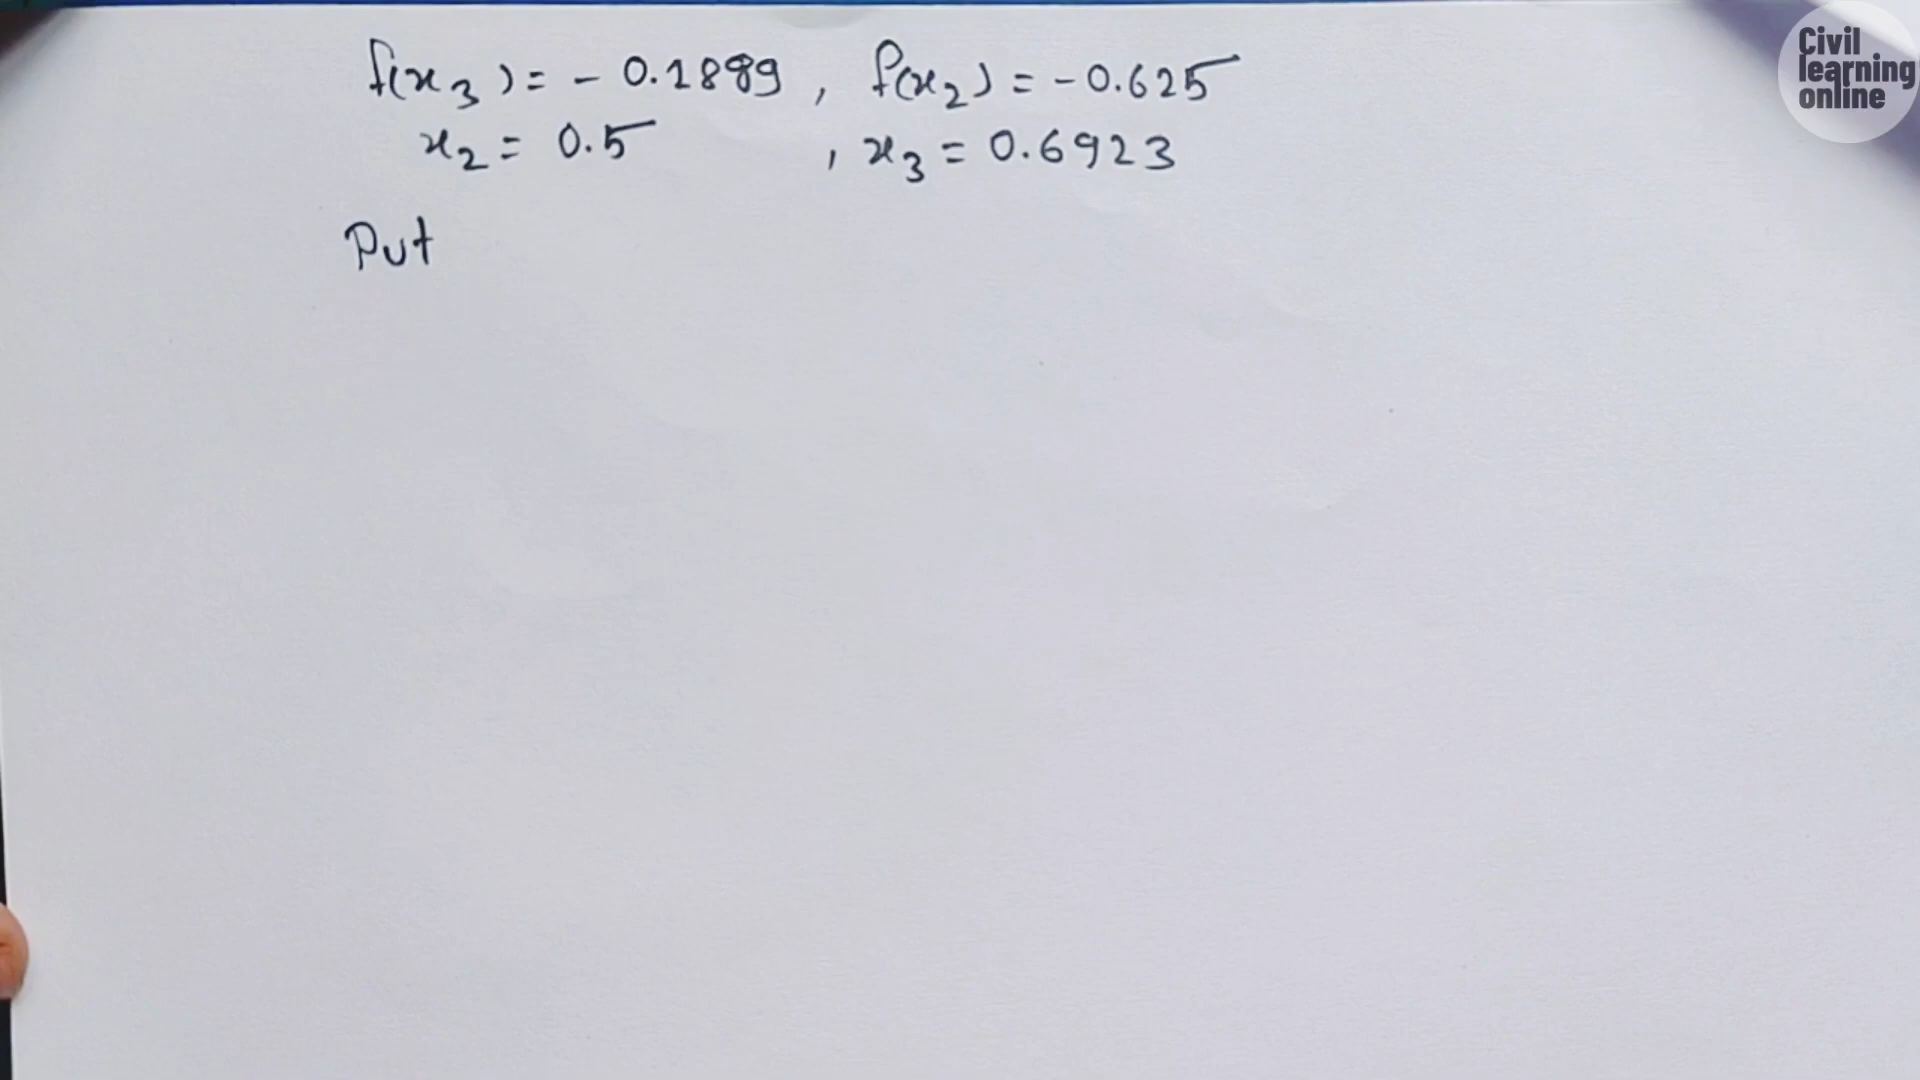 f(x3) = - 0.1889 , f(x2) = -0.625
x2 = 0.5 , x3 = 0.6923
Put
Civil
learning
online